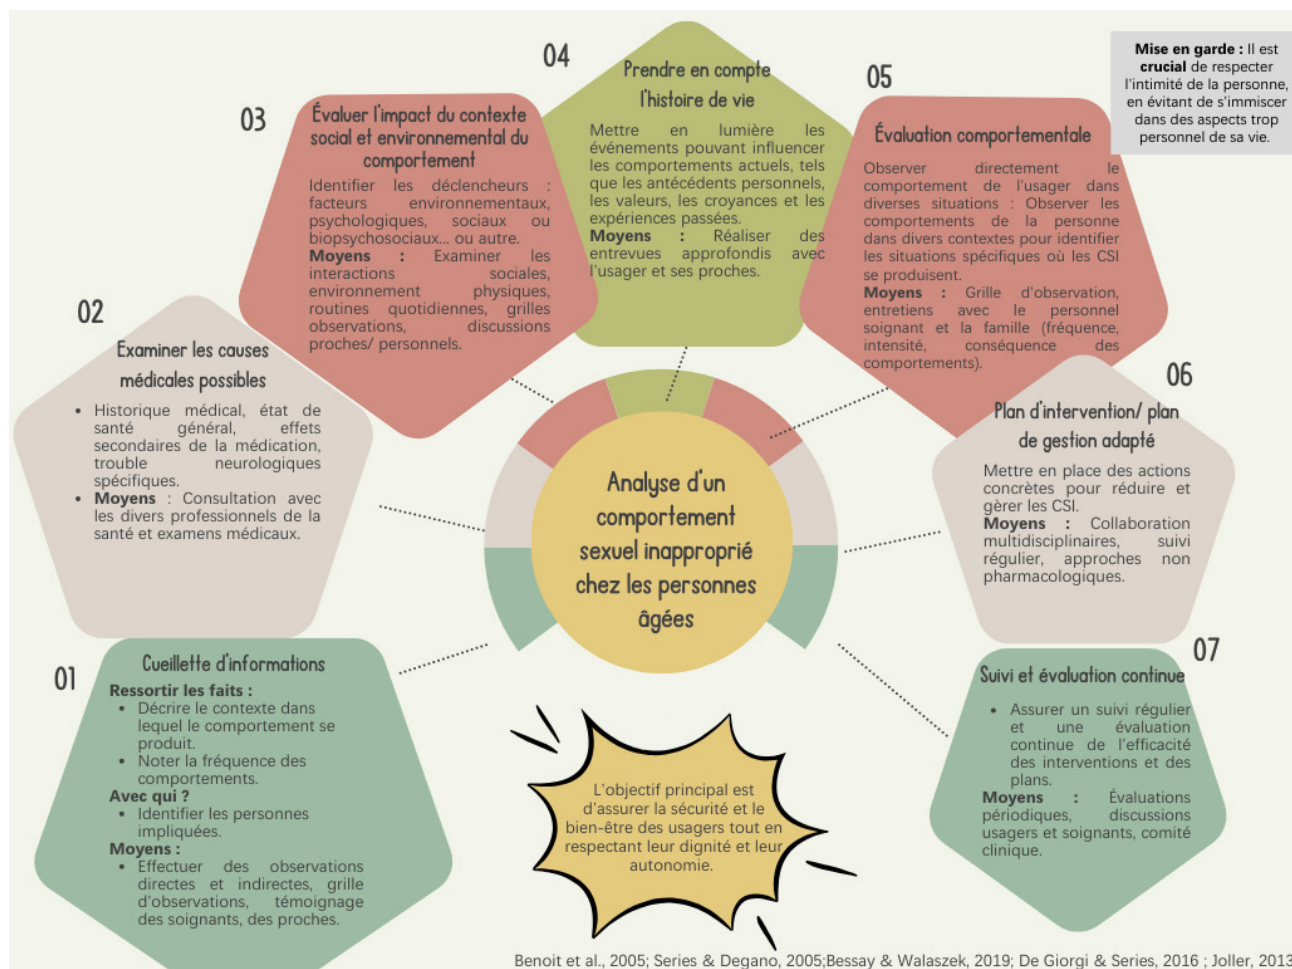 01
Cueillette d'informations
Ressortir les faits :
• Décrire le contexte dans
lequel le comportement se
produit.
• Noter la fréquence des
comportements.
Avec qui ?
• Identifier les personnes
impliquées.
Moyens :
• Effectuer des observations
directes et indirectes, grille
d'observations, témoignage
des soignants, des proches.
02
Examiner les causes
médicales possibles
• Historique médical, état de
santé général, effets
secondaires de la médication,
trouble neurologiques
spécifiques.
• Moyens : Consultation avec
les divers professionnels de la
santé et examens médicaux.
03
Évaluer l'impact du contexte
social et environnemental du
comportement
Identifier les déclencheurs :
facteurs environnementaux,
psychologiques, sociaux ou
biopsychosociaux... ou autre.
Moyens : Examiner les
interactions sociales,
environnement physiques,
routines quotidiennes, grilles
observations, discussions
proches/ personnels.
04
Prendre en compte
l'histoire de vie
Mettre en lumière les
événements pouvant influencer
les comportements actuels, tels
que les antécédents personnels,
les valeurs, les croyances et les
expériences passées.
Moyens : Réaliser des
entrevues approfondis avec
l'usager et ses proches.
05
Évaluation comportementale
Observer directement le
comportement de l'usager dans
diverses situations : Observer les
comportements de la personne
dans divers contextes pour identifier
les situations spécifiques où les CSI
se produisent.
Moyens : Grille d'observation,
entretiens avec le personnel
soignant et la famille (fréquence,
intensité, conséquence des
comportements).
Mise en garde : Il est
crucial de respecter
l'intimité de la personne,
en évitant de s'immiscer
dans des aspects trop
personnel de sa vie.
06
Plan d'intervention/ plan
de gestion adapté
Mettre en place des actions
concrètes pour réduire et
gèrer les CSI.
Moyens : Collaboration
multidisciplinaires, suivi
régulier, approches non
pharmacologiques.
07
Suivi et évaluation continue
• Assurer un suivi régulier
et une évaluation
continue de l'efficacité
des interventions et des
plans.
Moyens : Évaluations
périodiques, discussions
usagers et soignants, comité
clinique.
Analyse d'un
comportement
sexuel inapproprié
chez les personnes
âgées
L'objectif principal est
d'assurer la sécurité et le
bien-être des usagers tout en
respectant leur dignité et leur
autonomie.
Benoit et al., 2005; Series & Degano, 2005;Bessay & Walaszek, 2019; De Giorgi & Series, 2016 ; Joller, 2013